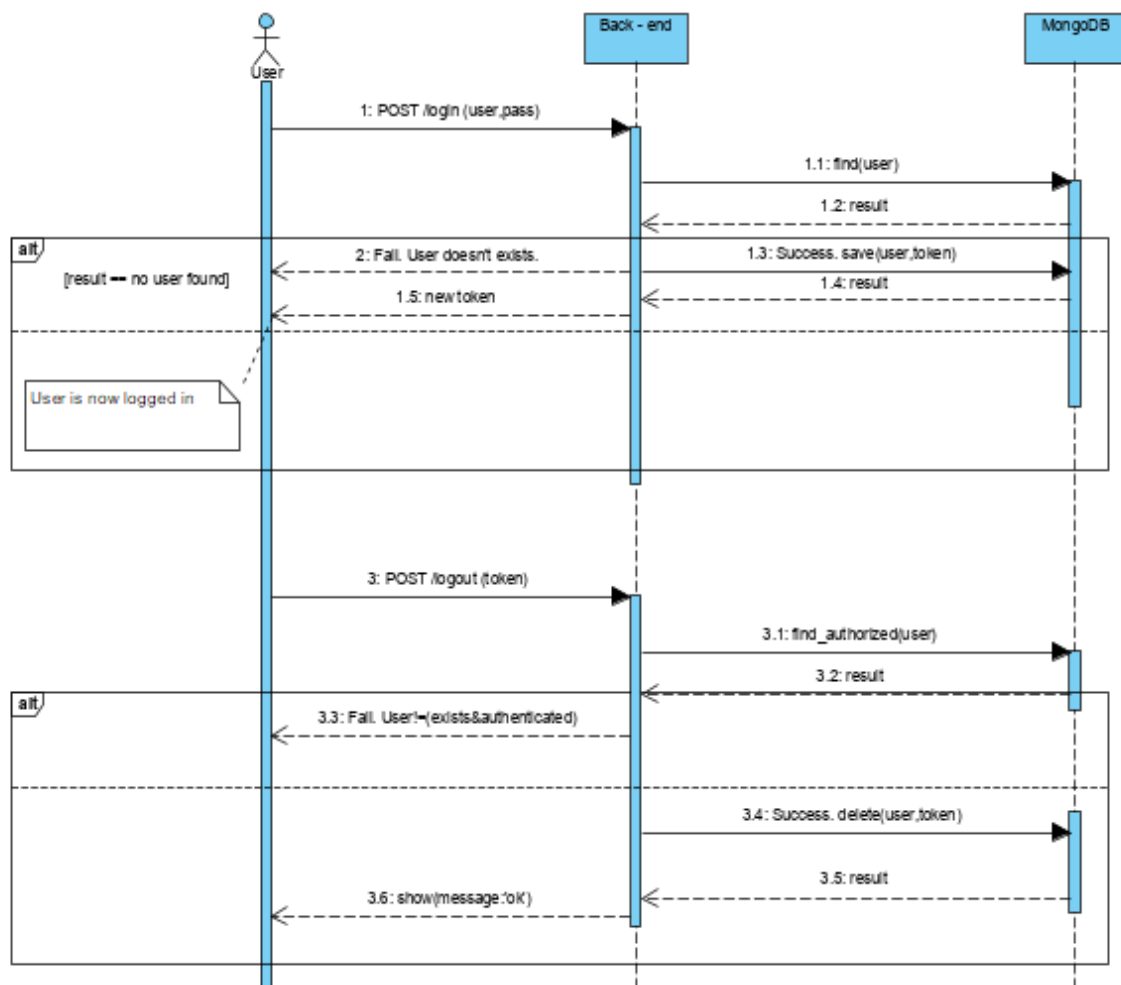 Back - end
MongoDB
User
1: POST /login (user,pass)
1.1: find(user)
1.2: result
alt
[result == no user found]
2: Fail. User doesn't exists.
1.3: Success. save(user,token)
1.4: result
1.5: new token
User is now logged in
3: POST /logout (token)
3.1: find_authorized(user)
3.2: result
alt
3.3: Fail. User!=(exists&authenticated)
3.4: Success. delete(user,token)
3.5: result
3.6: show(message:'ok')